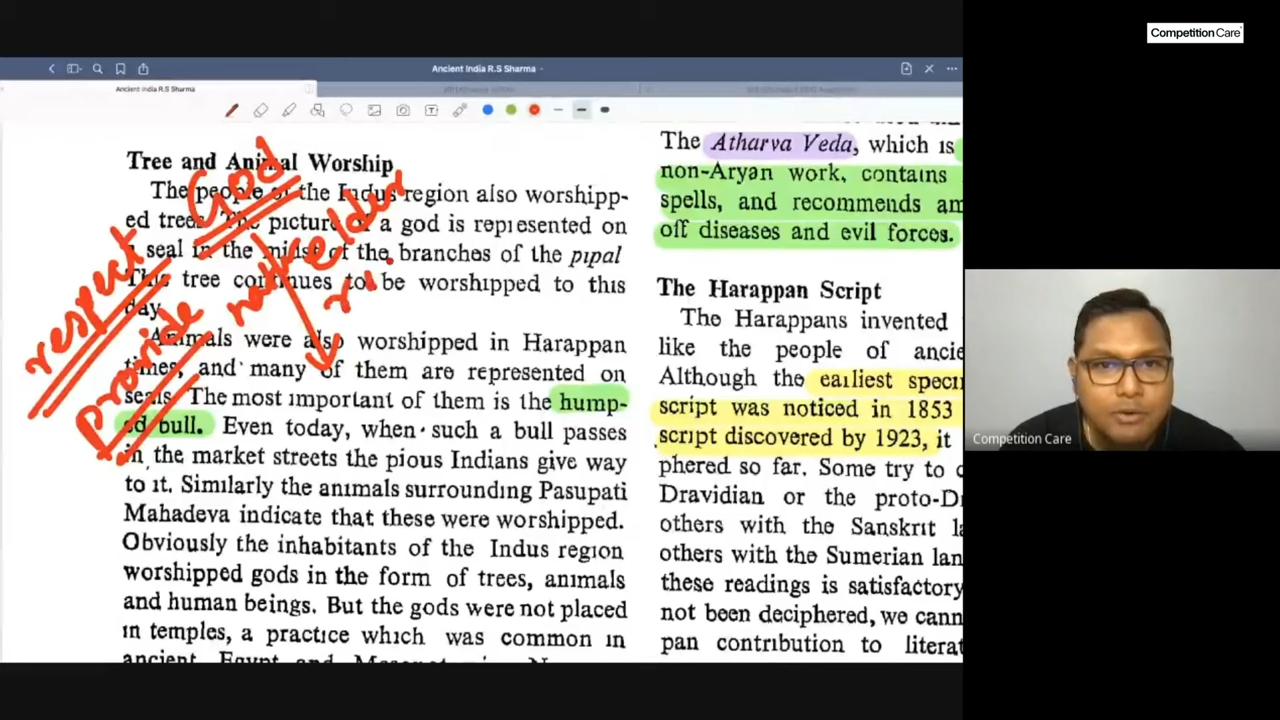 CompetitionCare
Ancient India R.S Sharma
Ancient India R.S Sharma
Tree and Animal Worship
The people of the Indus region also worshipp-
ed trees. The picture of a god is represented on
a seal in the midst of the branches of the pipal
This tree continues to be worshipped to this
day.
Animals were also worshipped in Harappan
times, and many of them are represented on
seals. The most important of them is the hump-
ed bull. Even today, when such a bull passes
in the market streets the pious Indians give way
to it. Similarly the animals surrounding Pasupati
Mahadeva indicate that these were worshipped.
Obviously the inhabitants of the Indus region
worshipped gods in the form of trees, animals
and human beings. But the gods were not placed
in temples, a practice which was common in
ancient Egypt and
God
respect
provide
elder
The Atharva Veda, which is
non-Aryan work, contains
spells, and recommends am
off diseases and evil forces.
The Harappan Script
The Harappans invented
like the people of ancie
Although the earliest speci
script was noticed in 1853
script discovered by 1923, it
phered so far. Some try to c
Dravidian or the proto-D
others with the Sanskrit la
others with the Sumerian lan
these readings is satisfactory
not been deciphered, we cann
pan contribution to literat
Competition Care